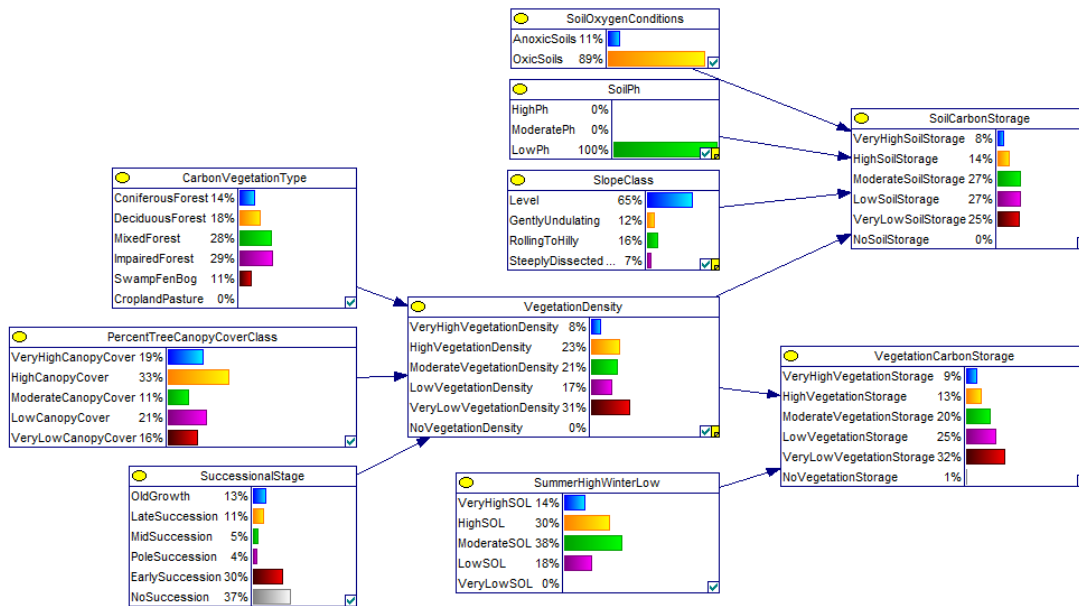 SoilOxygenConditions
AnoxicSoils 11%
OxicSoils 89%
SoilPh
HighPh 0%
ModeratePh 0%
LowPh 100%
SoilCarbonStorage
VeryHighSoilStorage 8%
HighSoilStorage 14%
ModerateSoilStorage 27%
LowSoilStorage 27%
VeryLowSoilStorage 25%
NoSoilStorage 0%
CarbonVegetationType
ConiferousForest 14%
DeciduousForest 18%
MixedForest 28%
ImpairedForest 29%
SwampFenBog 11%
CroplandPasture 0%
SlopeClass
Level 65%
GentlyUndulating 12%
RollingToHilly 16%
SteeplyDissected ... 7%
VegetationDensity
VeryHighVegetationDensity 8%
HighVegetationDensity 23%
ModerateVegetationDensity 21%
LowVegetationDensity 17%
VeryLowVegetationDensity 31%
NoVegetationDensity 0%
PercentTreeCanopyCoverClass
VeryHighCanopyCover 19%
HighCanopyCover 33%
ModerateCanopyCover 11%
LowCanopyCover 21%
VeryLowCanopyCover 16%
VegetationCarbonStorage
VeryHighVegetationStorage 9%
HighVegetationStorage 13%
ModerateVegetationStorage 20%
LowVegetationStorage 25%
VeryLowVegetationStorage 32%
NoVegetationStorage 1%
SuccessionalStage
OldGrowth 13%
LateSuccession 11%
MidSuccession 5%
PoleSuccession 4%
EarlySuccession 30%
NoSuccession 37%
SummerHighWinterLow
VeryHighSOL 14%
HighSOL 30%
ModerateSOL 38%
LowSOL 18%
VeryLowSOL 0%